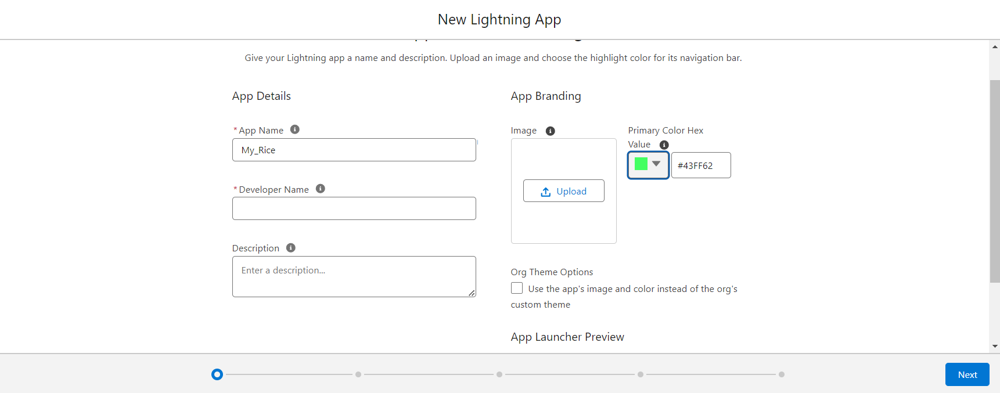 New Lightning App
Give your Lightning app a name and description. Upload an image and choose the highlight color for its navigation bar.
App Details
* App Name
My_Rice
* Developer Name
Description
Enter a description...
App Branding
Image
Upload
Primary Color Hex
Value
#43FF62
Org Theme Options
Use the app's image and color instead of the org's
custom theme
App Launcher Preview
Next